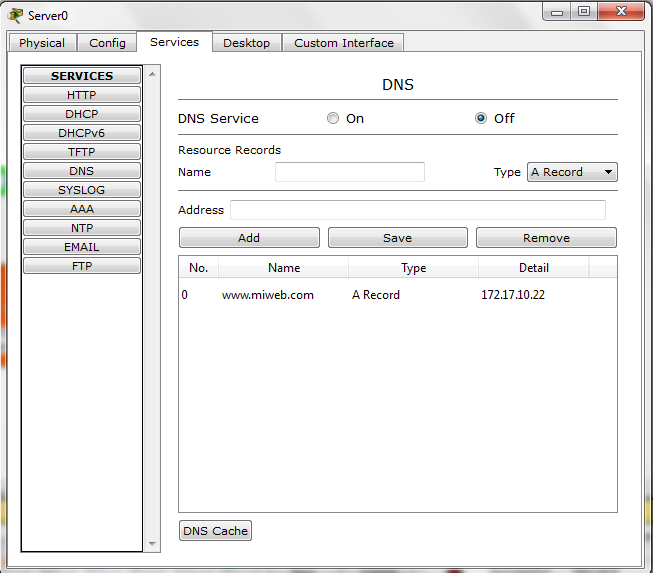 Server0
Physical Config Services Desktop Custom Interface
SERVICES
HTTP
DHCP
DHCPv6
TFTP
DNS
SYSLOG
AAA
NTP
EMAIL
FTP
DNS
DNS Service On Off
Resource Records
Name Type A Record
Address
Add Save Remove
No. Name Type Detail
0 www.miweb.com A Record 172.17.10.22
DNS Cache